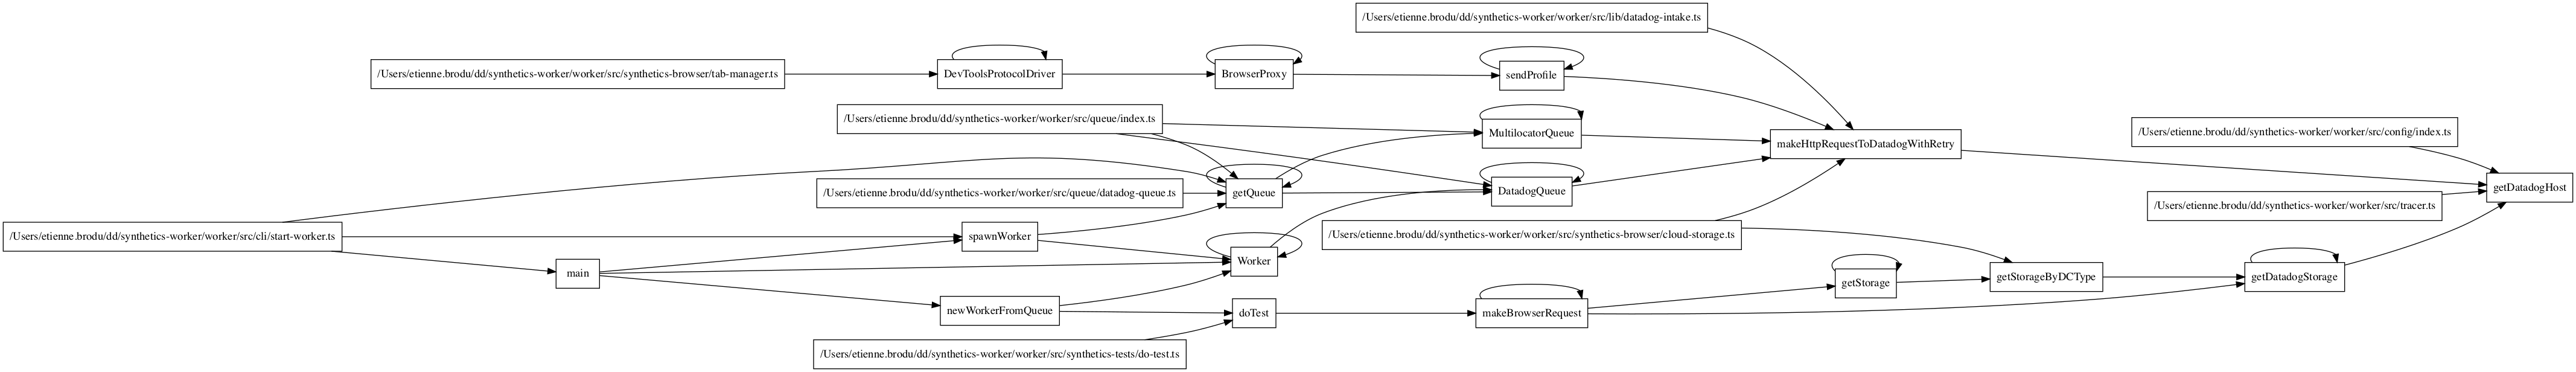 /Users/etienne.brodu/dd/synthetics-worker/worker/src/lib/datadog-intake.ts
/Users/etienne.brodu/dd/synthetics-worker/worker/src/synthetics-browser/tab-manager.ts
DevToolsProtocolDriver
BrowserProxy
sendProfile
/Users/etienne.brodu/dd/synthetics-worker/worker/src/queue/index.ts
MultilocatorQueue
makeHttpRequestToDatadogWithRetry
/Users/etienne.brodu/dd/synthetics-worker/worker/src/config/index.ts
/Users/etienne.brodu/dd/synthetics-worker/worker/src/queue/datadog-queue.ts
getQueue
DatadogQueue
getDatadogHost
/Users/etienne.brodu/dd/synthetics-worker/worker/src/tracer.ts
/Users/etienne.brodu/dd/synthetics-worker/worker/src/cli/start-worker.ts
spawnWorker
/Users/etienne.brodu/dd/synthetics-worker/worker/src/synthetics-browser/cloud-storage.ts
main
Worker
getStorage
getStorageByDCType
getDatadogStorage
newWorkerFromQueue
doTest
makeBrowserRequest
/Users/etienne.brodu/dd/synthetics-worker/worker/src/synthetics-tests/do-test.ts